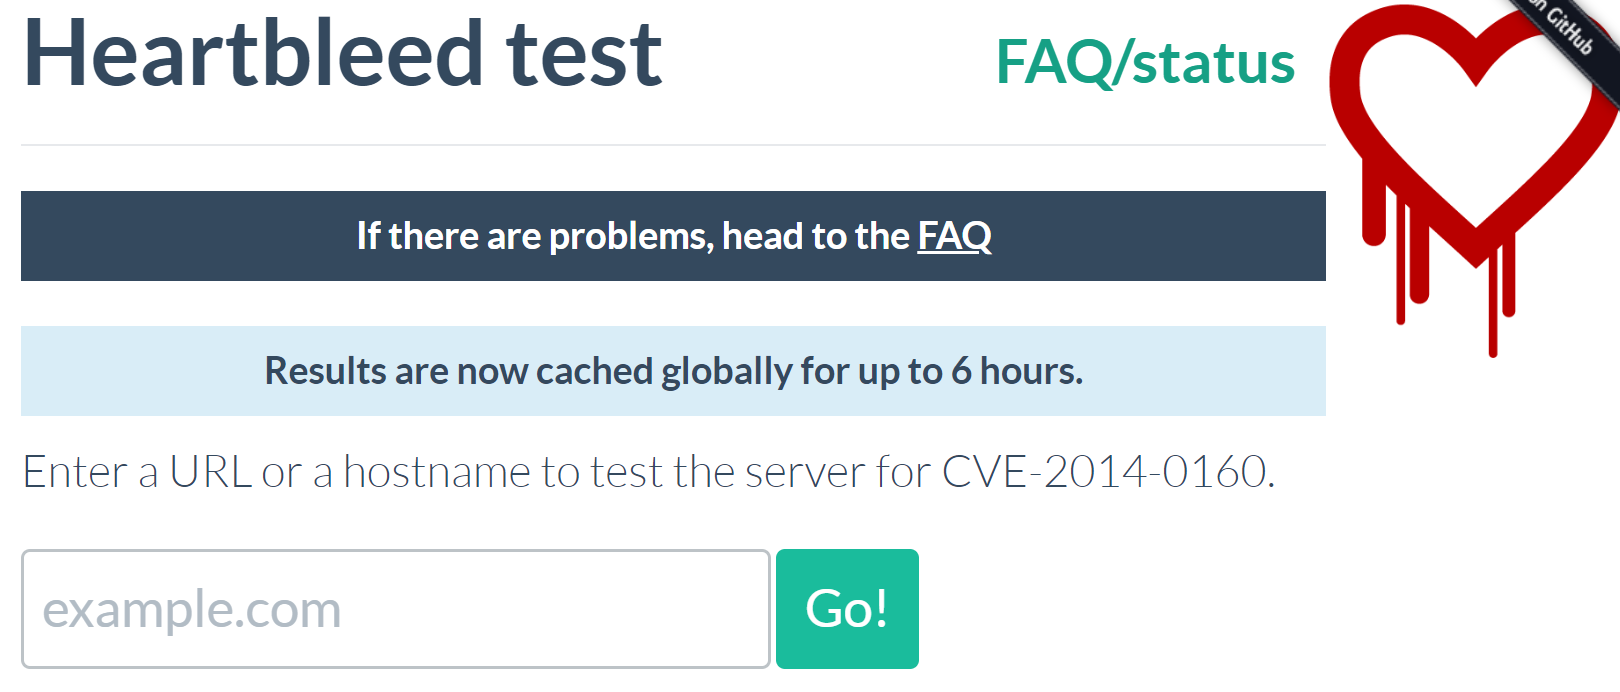 Heartbleed test
FAQ/status
on GitHub
If there are problems, head to the FAQ
Results are now cached globally for up to 6 hours.
Enter a URL or a hostname to test the server for CVE-2014-0160.
example.com
Go!